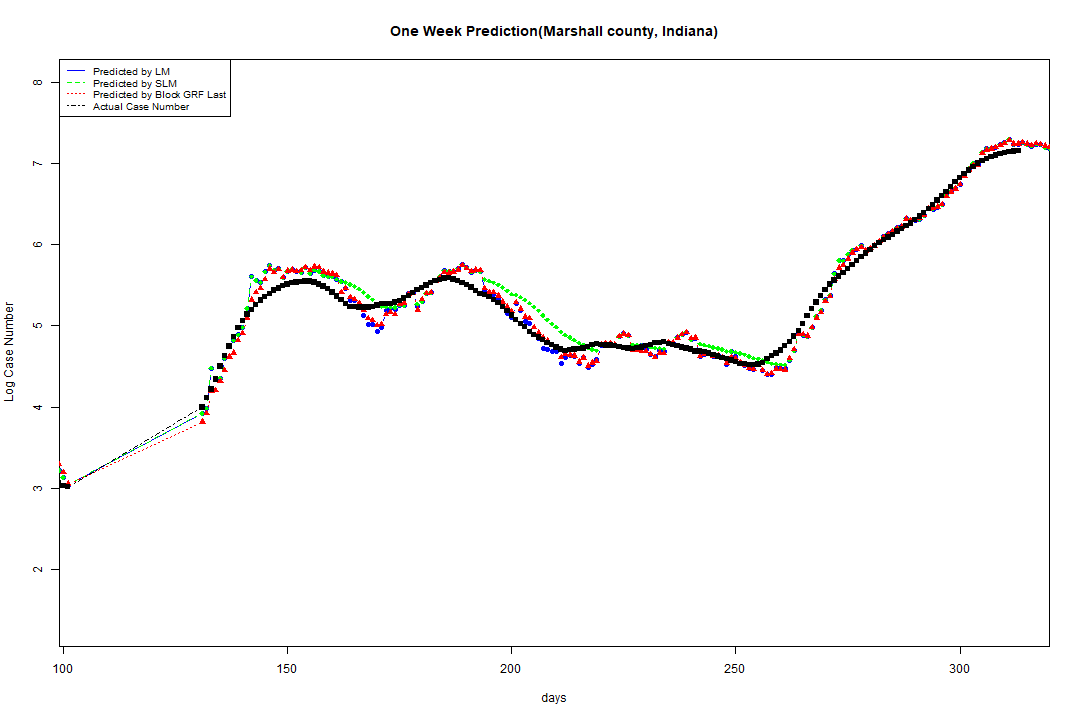 One Week Prediction(Marshall county, Indiana)
Predicted by LM
Predicted by SLM
Predicted by Block GRF Last
Actual Case Number
8
7
6
5
4
3
2
Log Case Number
100 150 200 250 300
days